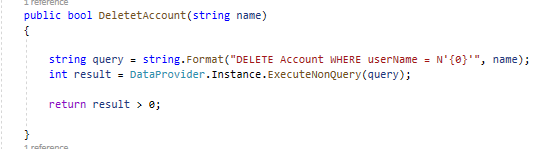 1 reference
public bool DeletetAccount(string name)
{
string query = string.Format("DELETE Account WHERE userName = N'{0}'", name);
int result = DataProvider.Instance.ExecuteNonQuery(query);
return result > 0;
}
1 reference